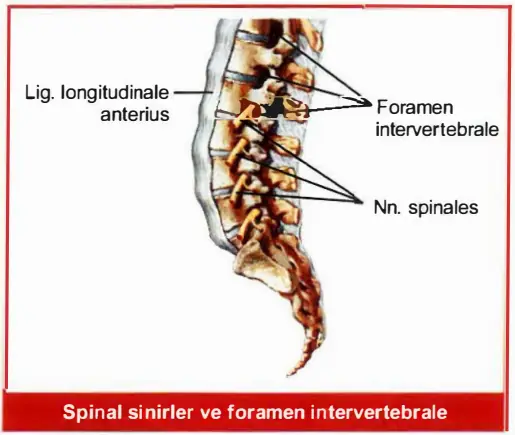 Lig. longitudinale
anterius
Foramen
intervertebrale
Nn. spinales
Spinal sinirler ve foramen intervertebrale